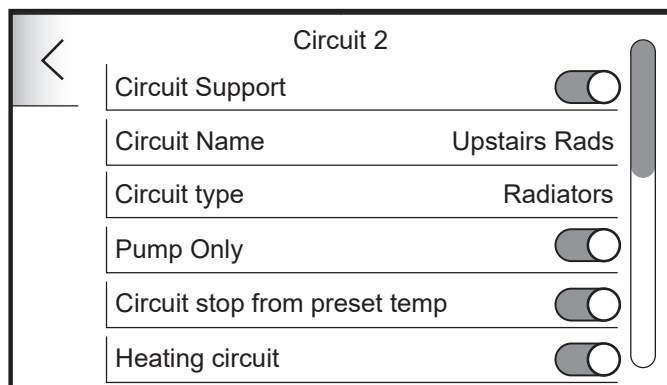 Circuit 2
Circuit Support
Circuit Name Upstairs Rads
Circuit type Radiators
Pump Only
Circuit stop from preset temp
Heating circuit